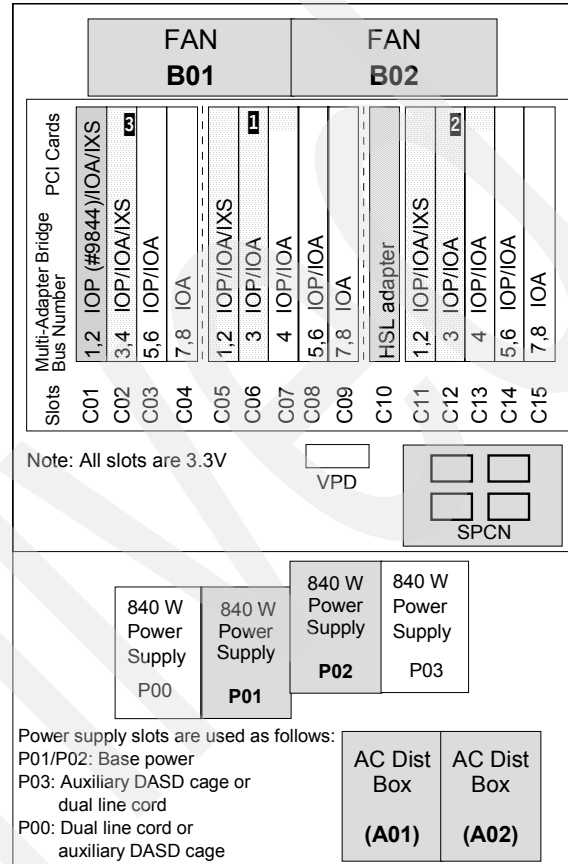 FAN
B01
FAN
B02
PCI Cards
Multi-Adapter Bridge
Bus Number
Slots
C01 1,2 IOP (#9844)/IOA/IXS
C02 3,4 IOP/IOA/IXS 3
C03 5,6 IOP/IOA
C04 7,8 IOA
C05 1,2 IOP/IOA/IXS
C06 3 IOP/IOA 1
C07 4 IOP/IOA
C08 5,6 IOP/IOA
C09 7,8 IOA
C10 HSL adapter
C11 1,2 IOP/IOA/IXS
C12 3 IOP/IOA 2
C13 4 IOP/IOA
C14 5,6 IOP/IOA
C15 7,8 IOA
Note: All slots are 3.3V
VPD
SPCN
840 W
Power
Supply
P00
840 W
Power
Supply
P01
840 W
Power
Supply
P02
840 W
Power
Supply
P03
Power supply slots are used as follows:
P01/P02: Base power
P03: Auxiliary DASD cage or
dual line cord
P00: Dual line cord or
auxiliary DASD cage
AC Dist
Box
(A01)
AC Dist
Box
(A02)